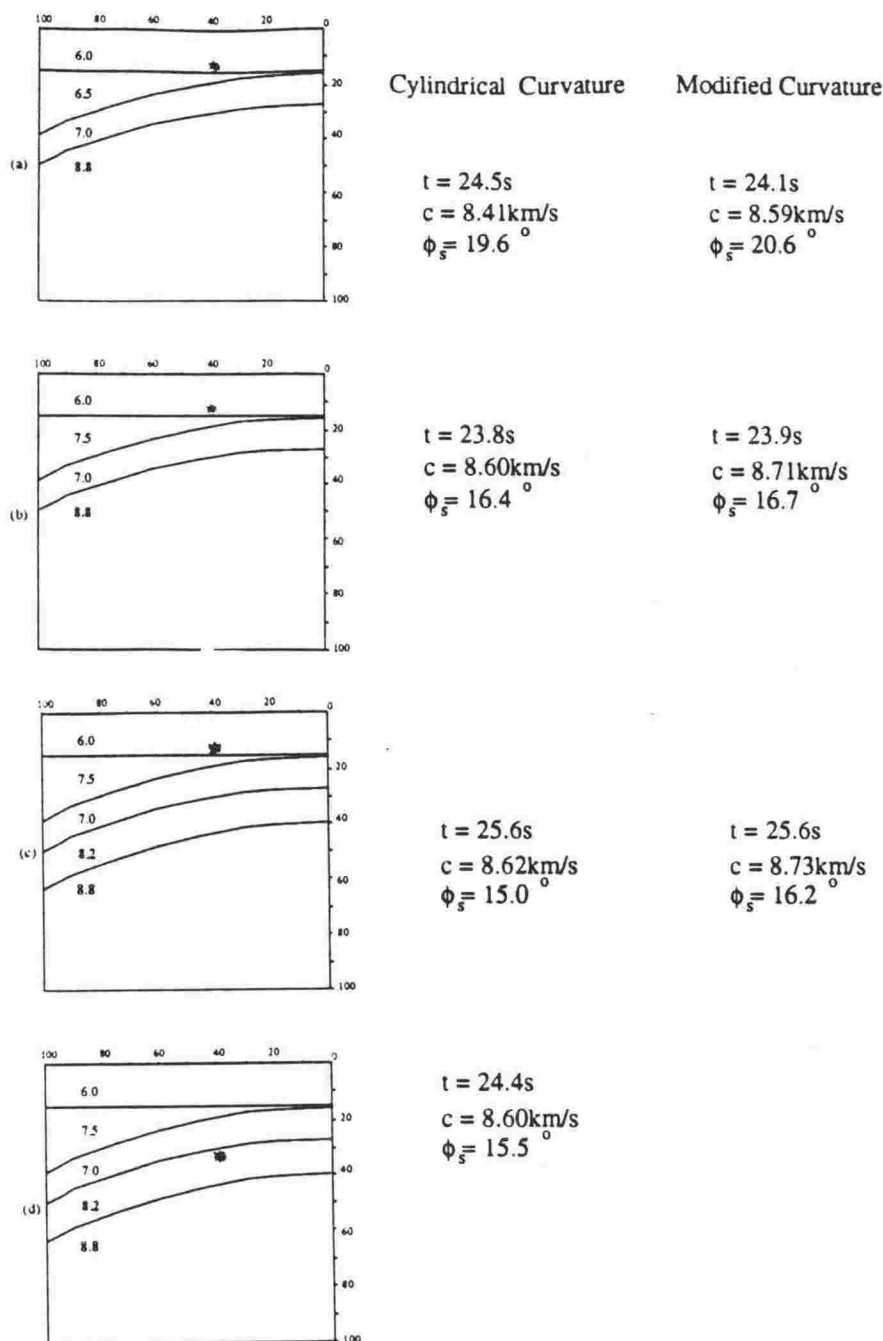 Cylindrical Curvature Modified Curvature
100 80 60 40 20 0
6.0
6.5
7.0
8.8
20
40
60
80
100
(a)
t = 24.5s
c = 8.41km/s
ϕs= 19.6 °
t = 24.1s
c = 8.59km/s
ϕs= 20.6 °
100 80 60 40 20 0
6.0
7.5
7.0
8.8
20
40
60
80
100
(b)
t = 23.8s
c = 8.60km/s
ϕs= 16.4 °
t = 23.9s
c = 8.71km/s
ϕs= 16.7 °
100 80 60 40 20 0
6.0
7.5
7.0
8.2
8.8
20
40
60
80
100
(c)
t = 25.6s
c = 8.62km/s
ϕs= 15.0 °
t = 25.6s
c = 8.73km/s
ϕs= 16.2 °
100 80 60 40 20 0
6.0
7.5
7.0
8.2
8.8
20
40
60
80
100
(d)
t = 24.4s
c = 8.60km/s
ϕs= 15.5 °